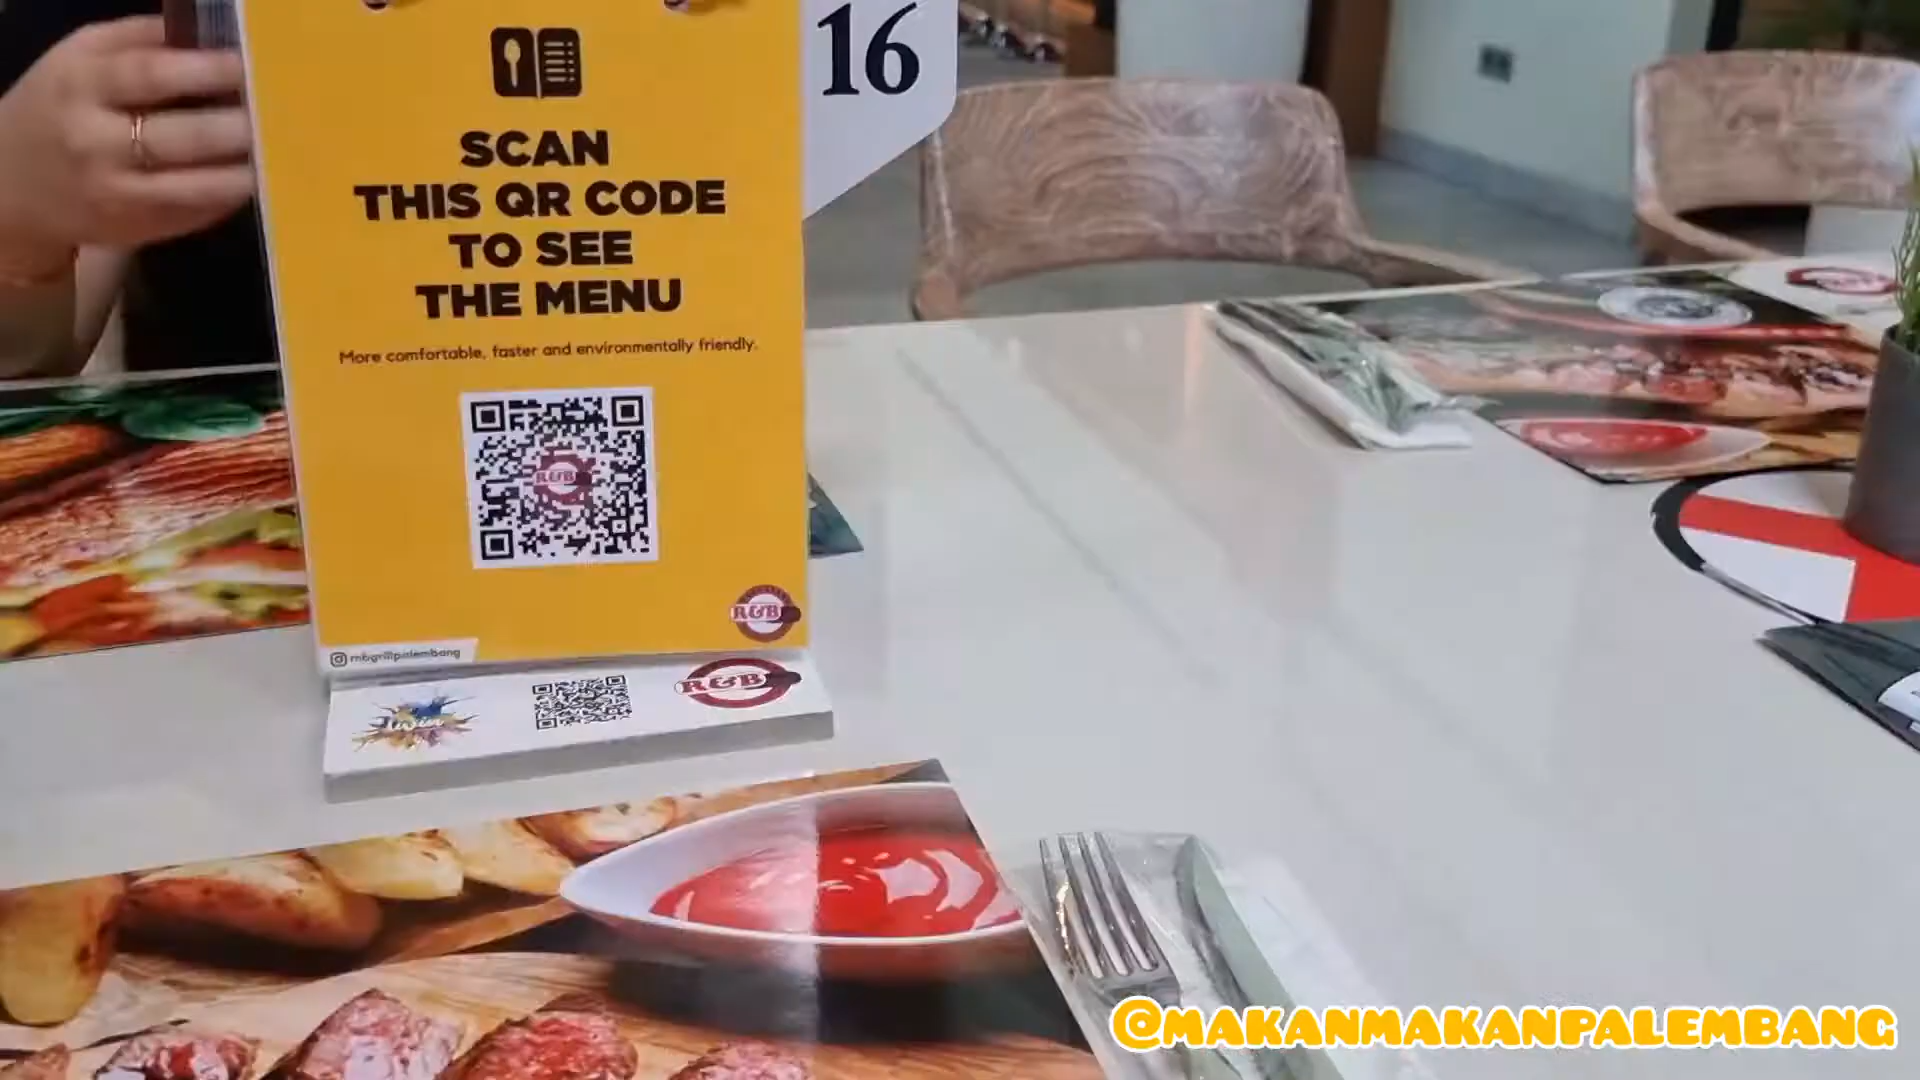 16
SCAN
THIS QR CODE
TO SEE
THE MENU
More comfortable, faster and environmentally friendly.
R&B
R&B
rnbgrillpalembang
R&B
@MAKANMAKANPALEMBANG